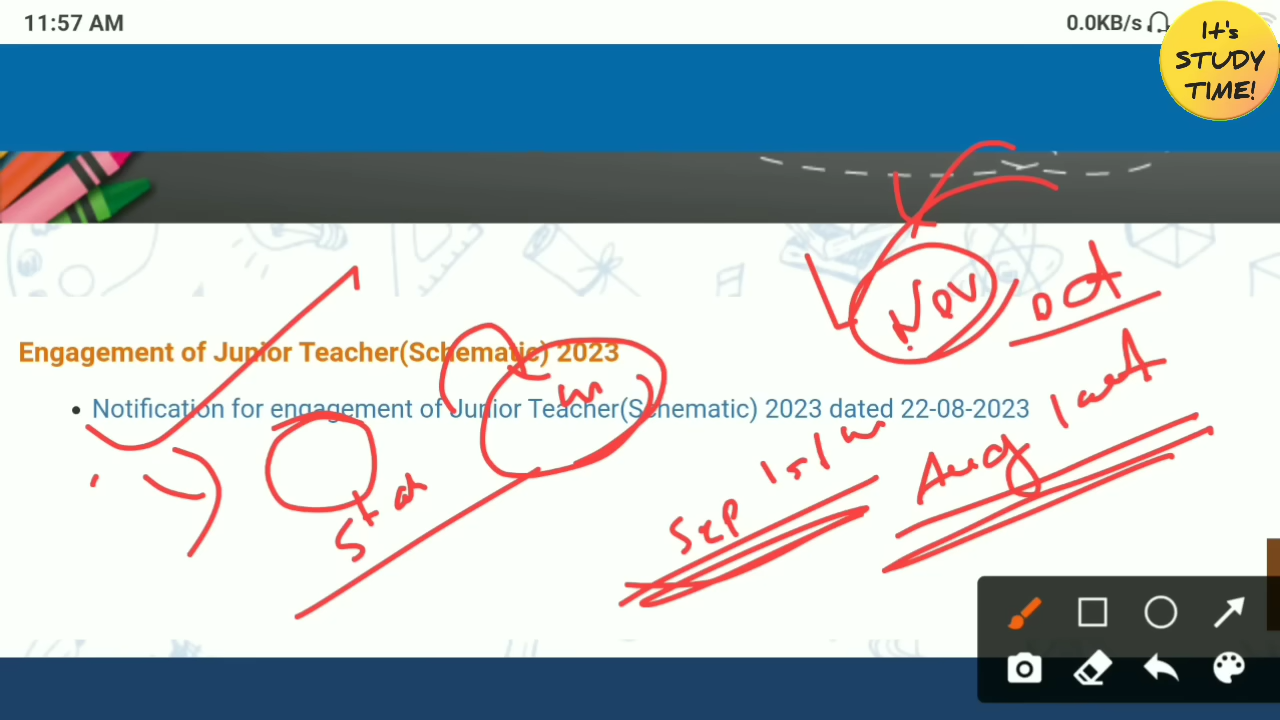 11:57 AM
0.0KB/s
It's
STUDY
TIME!
Nov
Oct
Engagement of Junior Teacher(Schematic) 2023
Notification for engagement of Junior Teacher(Schematic) 2023 dated 22-08-2023
Sep 1st w
Aug last